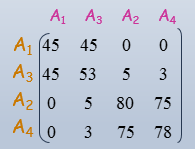 A₁ A₃ A₂ A₄
A₁ 45 45 0 0
A₃ 45 53 5 3
A₂ 0 5 80 75
A₄ 0 3 75 78